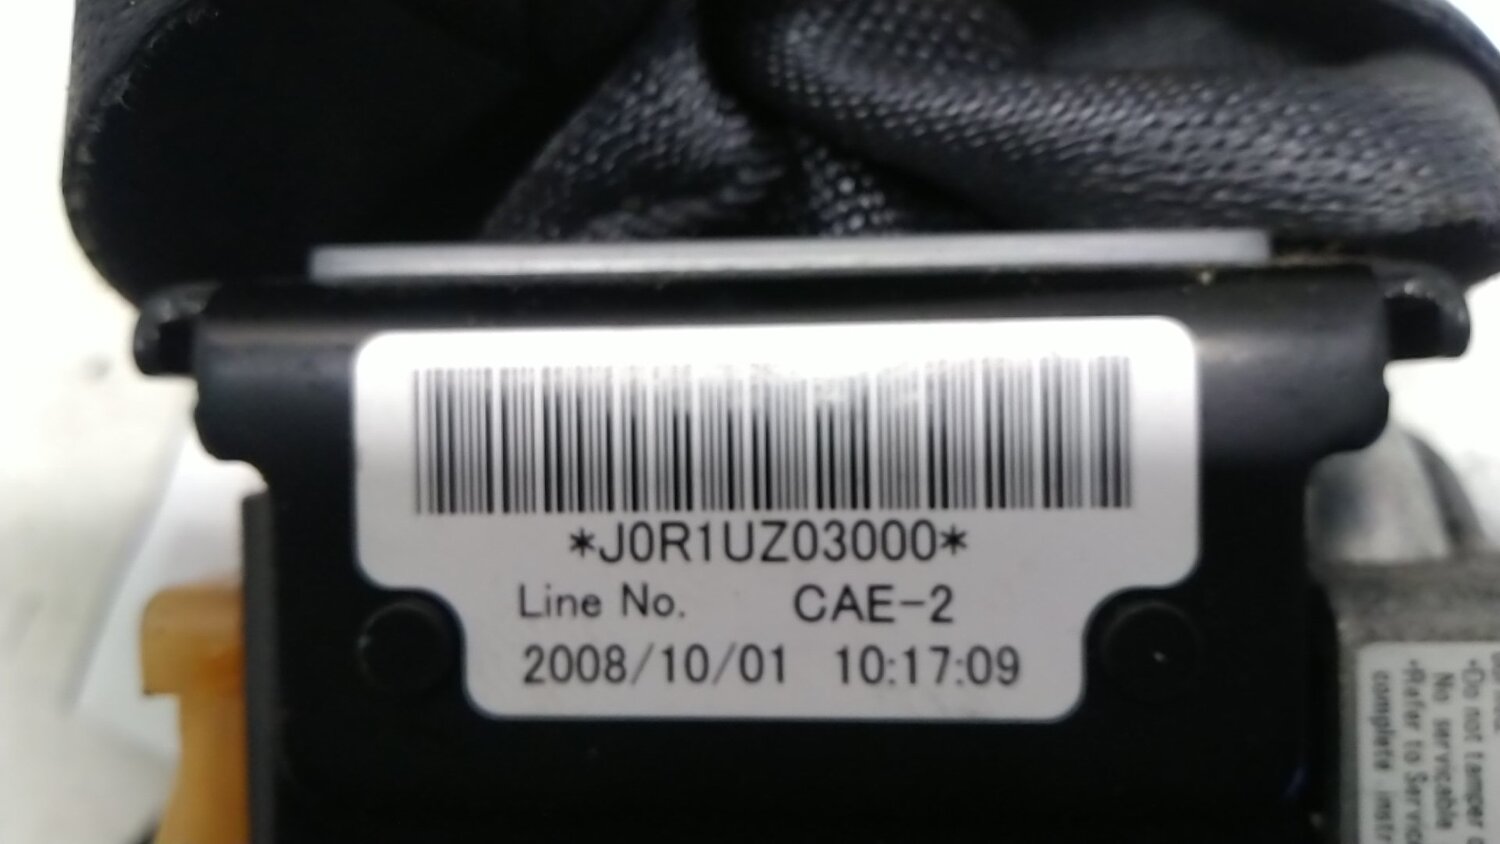 *J0R1UZ03000*
Line No. CAE-2
2008/10/01 10:17:09
•Do not tamper
No servicable
•Refer to Service
complete instr